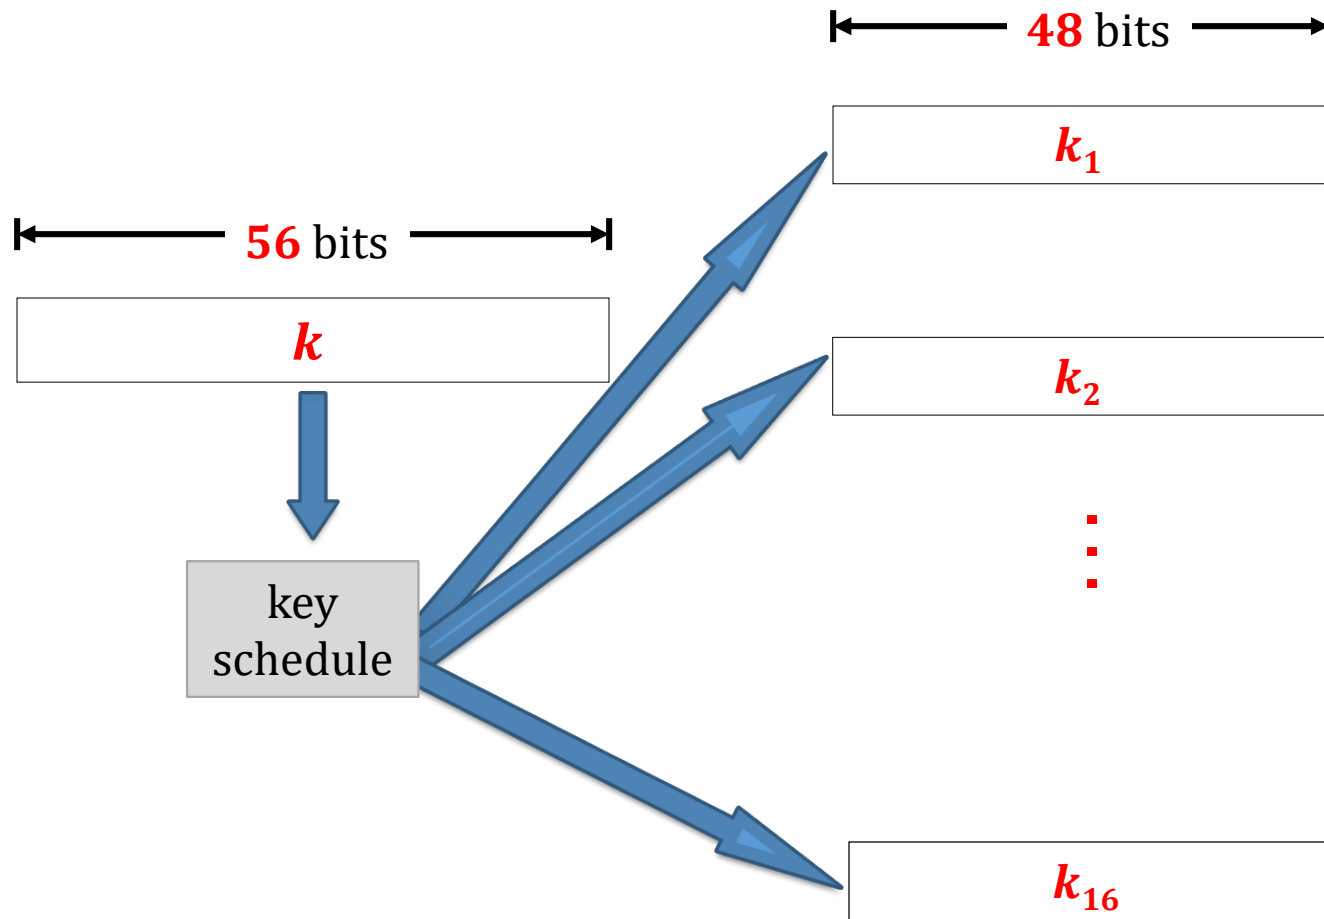 48 bits
k₁
56 bits
k
k₂
key
schedule
k₁₆